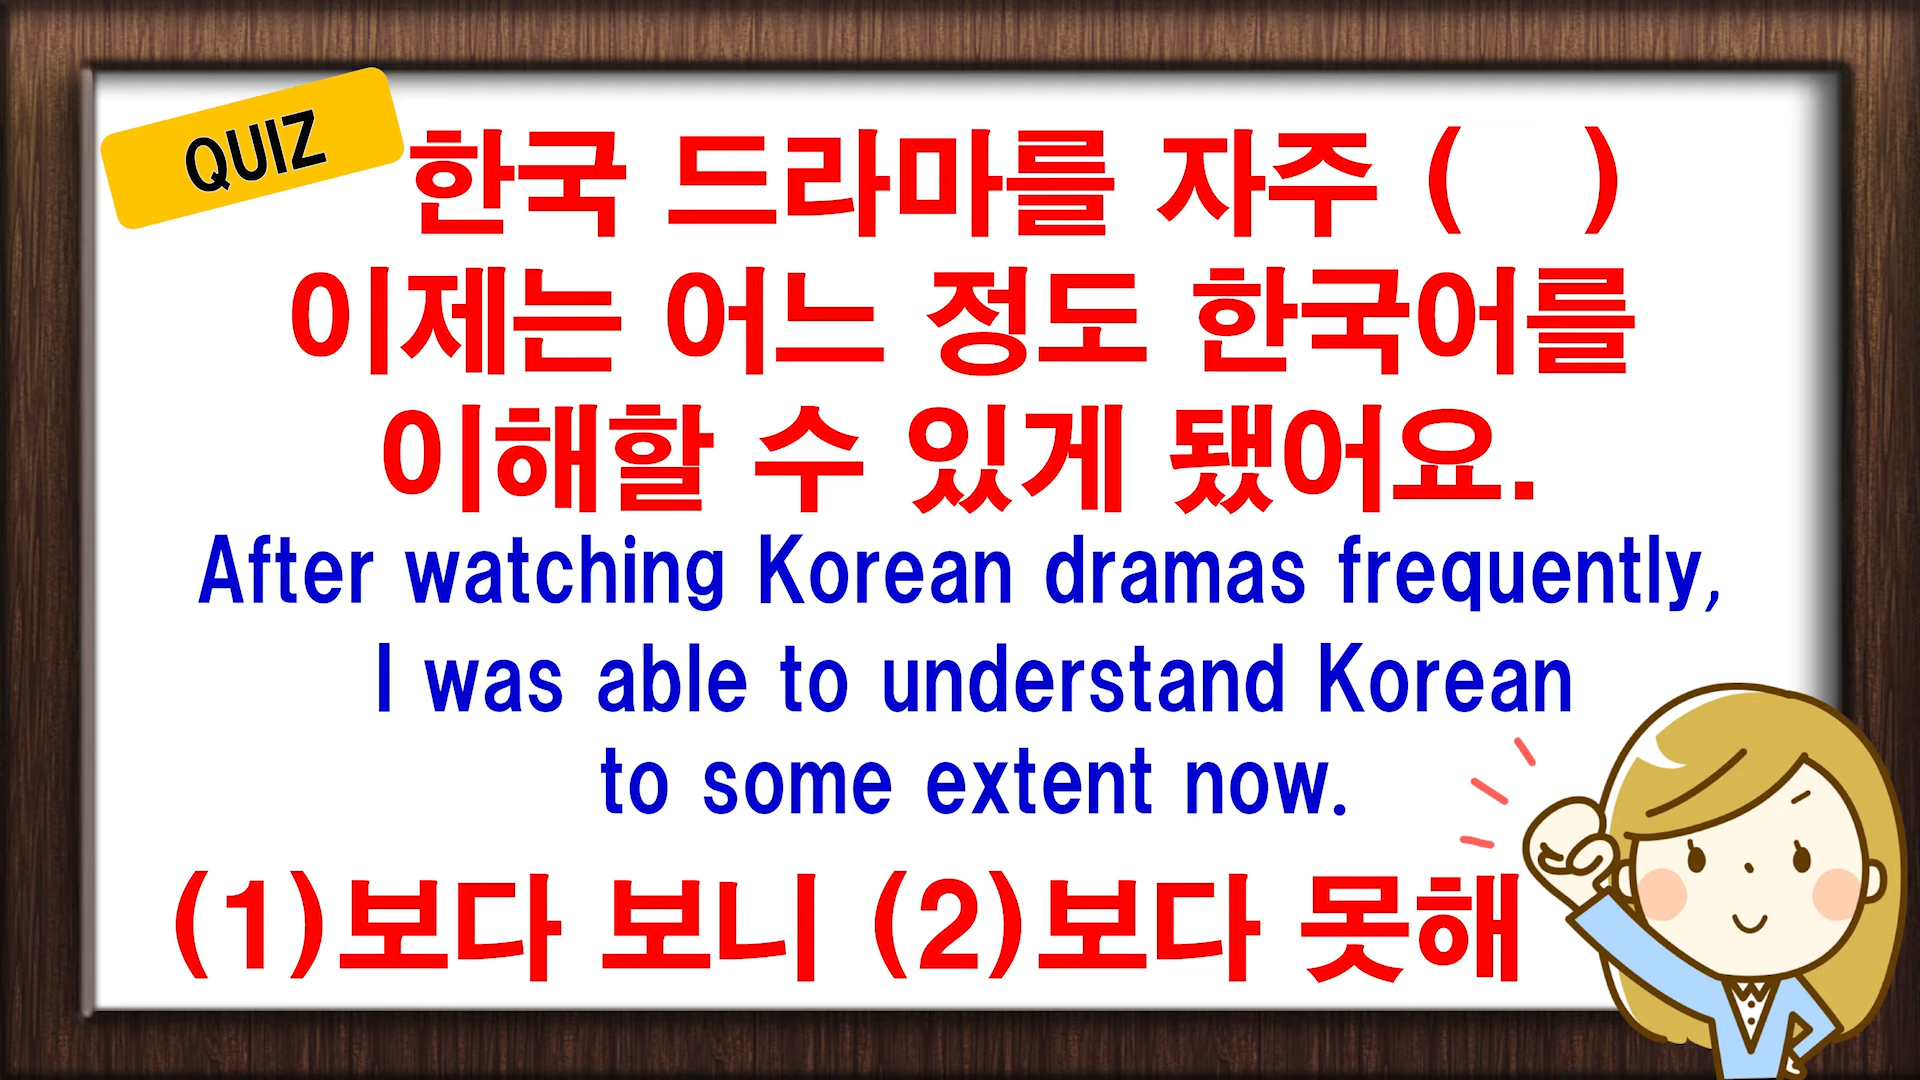 QUIZ
한국 드라마를 자주 (   )
이제는 어느 정도 한국어를
이해할 수 있게 됐어요.
After watching Korean dramas frequently,
I was able to understand Korean
to some extent now.
(1)보다 보니 (2)보다 못해